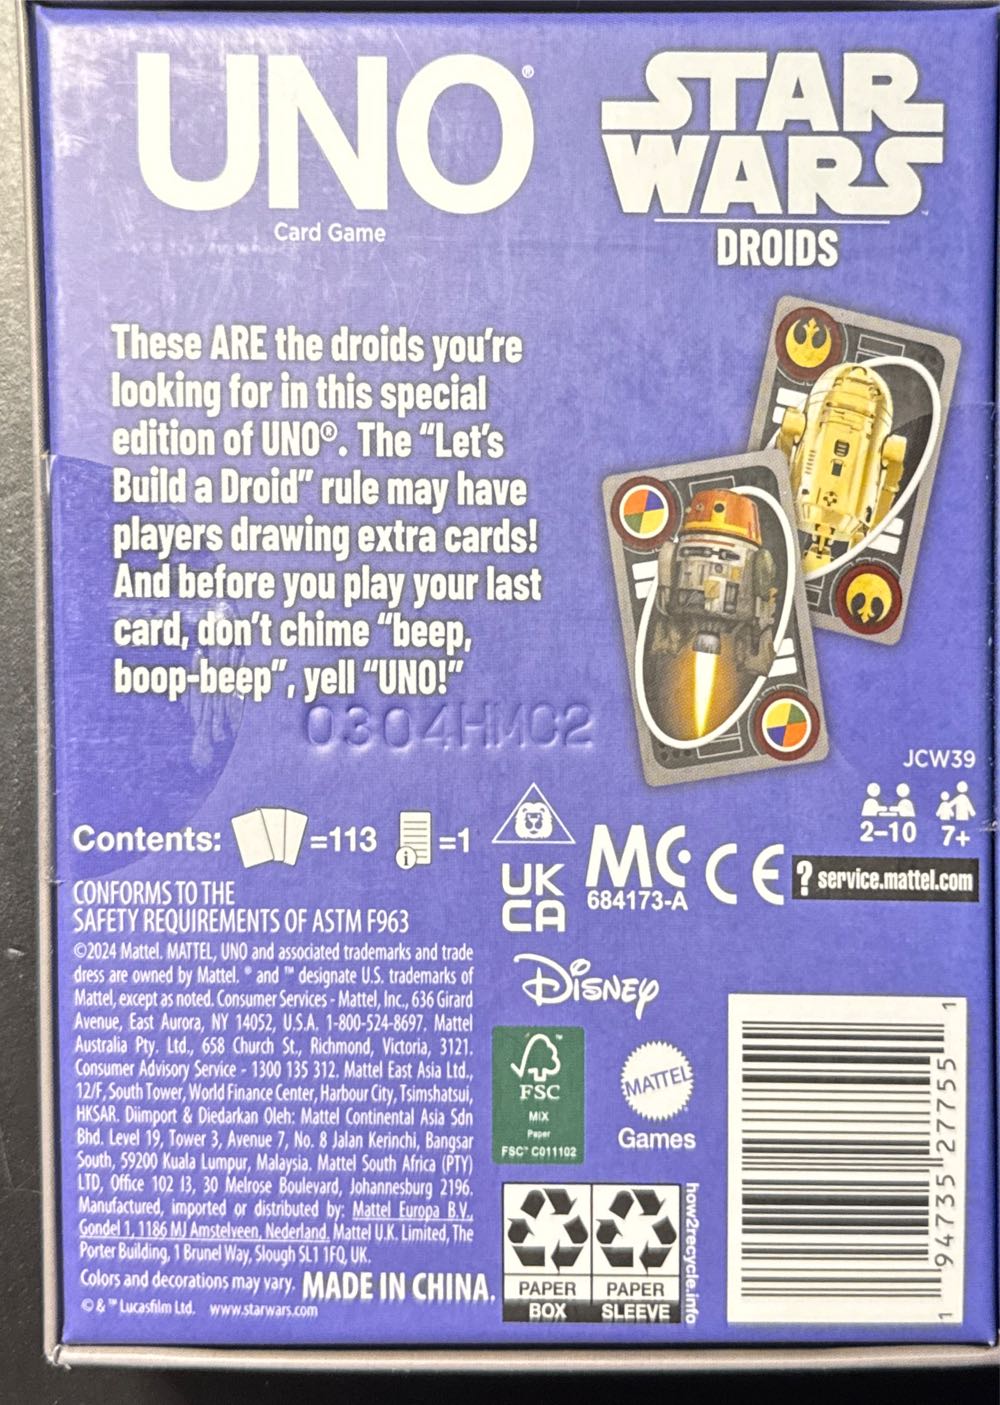 UNO®
Card Game
STAR
WARS™
DROIDS
These ARE the droids you’re
looking for in this special
edition of UNO®. The “Let’s
Build a Droid” rule may have
players drawing extra cards!
And before you play your last
card, don’t chime “beep,
boop-beep”, yell “UNO!”
0304HMC2
JCW39
2–10 7+
Contents: =113 =1
i
UK
CA
MC
684173-A
CE
? service.mattel.com
CONFORMS TO THE
SAFETY REQUIREMENTS OF ASTM F963
©2024 Mattel. MATTEL, UNO and associated trademarks and trade
dress are owned by Mattel. ® and ™ designate U.S. trademarks of
Mattel, except as noted. Consumer Services - Mattel, Inc., 636 Girard
Avenue, East Aurora, NY 14052, U.S.A. 1-800-524-8697. Mattel
Australia Pty. Ltd., 658 Church St., Richmond, Victoria, 3121.
Consumer Advisory Service - 1300 135 312. Mattel East Asia Ltd.,
12/F, South Tower, World Finance Center, Harbour City, Tsimshatsui,
HKSAR. Diimport & Diedarkan Oleh: Mattel Continental Asia Sdn
Bhd. Level 19, Tower 3, Avenue 7, No. 8 Jalan Kerinchi, Bangsar
South, 59200 Kuala Lumpur, Malaysia. Mattel South Africa (PTY)
LTD, Office 102 I3, 30 Melrose Boulevard, Johannesburg 2196.
Manufactured, imported or distributed by: Mattel Europa B.V.,
Gondel 1, 1186 MJ Amstelveen, Nederland. Mattel U.K. Limited, The
Porter Building, 1 Brunel Way, Slough SL1 1FQ, UK.
Colors and decorations may vary. MADE IN CHINA.
© & ™ Lucasfilm Ltd. www.starwars.com
Disney
FSC
MIX
Paper
FSC™ C011102
MATTEL
Games
PAPER
BOX
PAPER
SLEEVE
how2recycle.info
1 94735 27755 1